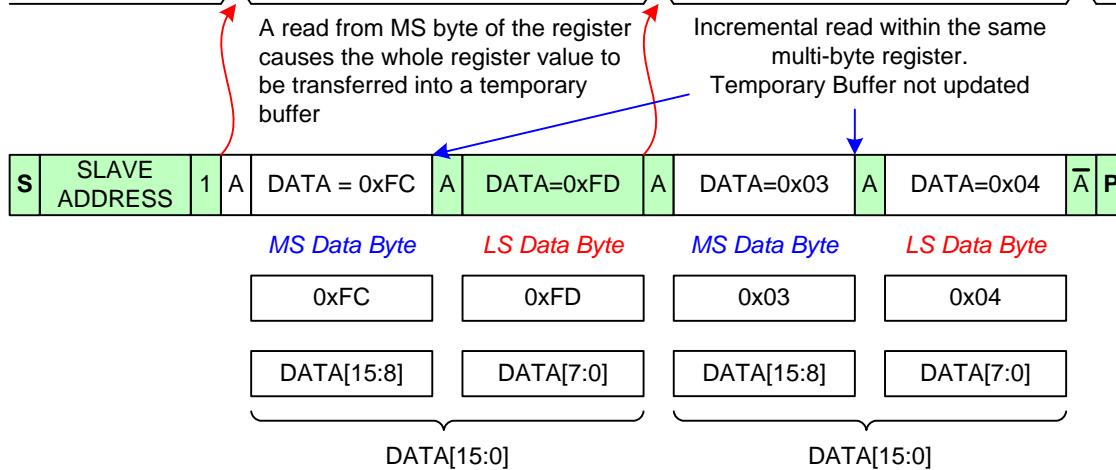 A read from MS byte of the register
causes the whole register value to
be transferred into a temporary
buffer
Incremental read within the same
multi-byte register.
Temporary Buffer not updated
S
SLAVE
ADDRESS
1
A
DATA = 0xFC
A
DATA=0xFD
A
DATA=0x03
A
DATA=0x04
A̅
P
MS Data Byte
LS Data Byte
MS Data Byte
LS Data Byte
0xFC
0xFD
0x03
0x04
DATA[15:8]
DATA[7:0]
DATA[15:8]
DATA[7:0]
DATA[15:0]
DATA[15:0]